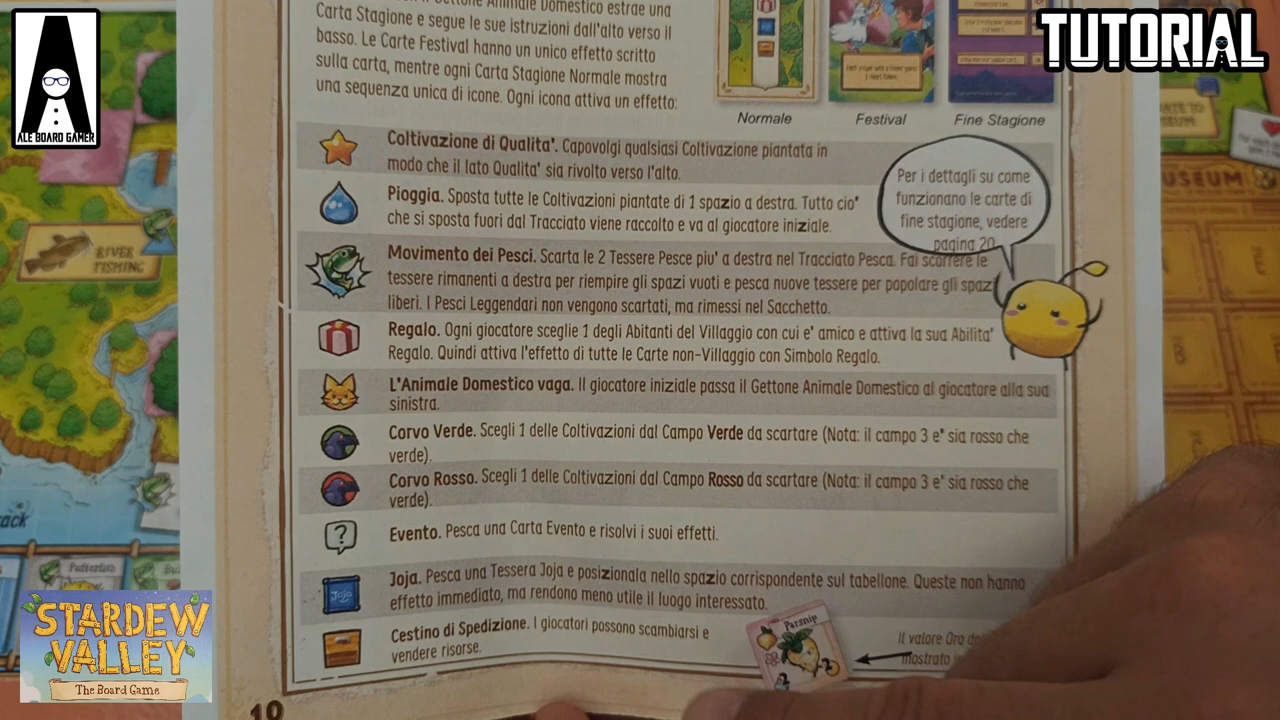 ALE BOARD GAMER
TUTORIAL
Gettone Animale Domestico estrae una
Carta Stagione e segue le sue istruzioni dall'alto verso il
basso. Le Carte Festival hanno un unico effetto scritto
sulla carta, mentre ogni Carta Stagione Normale mostra
una sequenza unica di icone. Ogni icona attiva un effetto:
Normale
Festival
Fine Stagione
Coltivazione di Qualita'. Capovolgi qualsiasi Coltivazione piantata in
modo che il lato Qualita' sia rivolto verso l'alto.
Pioggia. Sposta tutte le Coltivazioni piantate di 1 spazio a destra. Tutto cio'
che si sposta fuori dal Tracciato viene raccolto e va al giocatore iniziale.
Per i dettagli su come
funzionano le carte di
fine stagione, vedere
pagina 20
Movimento dei Pesci. Scarta le 2 Tessere Pesce piu' a destra nel Tracciato Pesca. Fai scorrere le
tessere rimanenti a destra per riempire gli spazi vuoti e pesca nuove tessere per popolare gli spazi
liberi. I Pesci Leggendari non vengono scartati, ma rimessi nel Sacchetto.
Regalo. Ogni giocatore sceglie 1 degli Abitanti del Villaggio con cui e' amico e attiva la sua Abilita'
Regalo. Quindi attiva l'effetto di tutte le Carte non-Villaggio con Simbolo Regalo.
L'Animale Domestico vaga. Il giocatore iniziale passa il Gettone Animale Domestico al giocatore alla sua
sinistra.
Corvo Verde. Scegli 1 delle Coltivazioni dal Campo Verde da scartare (Nota: il campo 3 e' sia rosso che
verde).
Corvo Rosso. Scegli 1 delle Coltivazioni dal Campo Rosso da scartare (Nota: il campo 3 e' sia rosso che
verde).
Evento. Pesca una Carta Evento e risolvi i suoi effetti.
Joja. Pesca una Tessera Joja e posizionala nello spazio corrispondente sul tabellone. Queste non hanno
effetto immediato, ma rendono meno utile il luogo interessato.
Joja
Cestino di Spedizione. I giocatori possono scambiarsi e
vendere risorse.
Parsnip
2
Il valore Oro
mostrato
RIVER
FISHING
Pufferfish
STARDEW
VALLEY
The Board Game